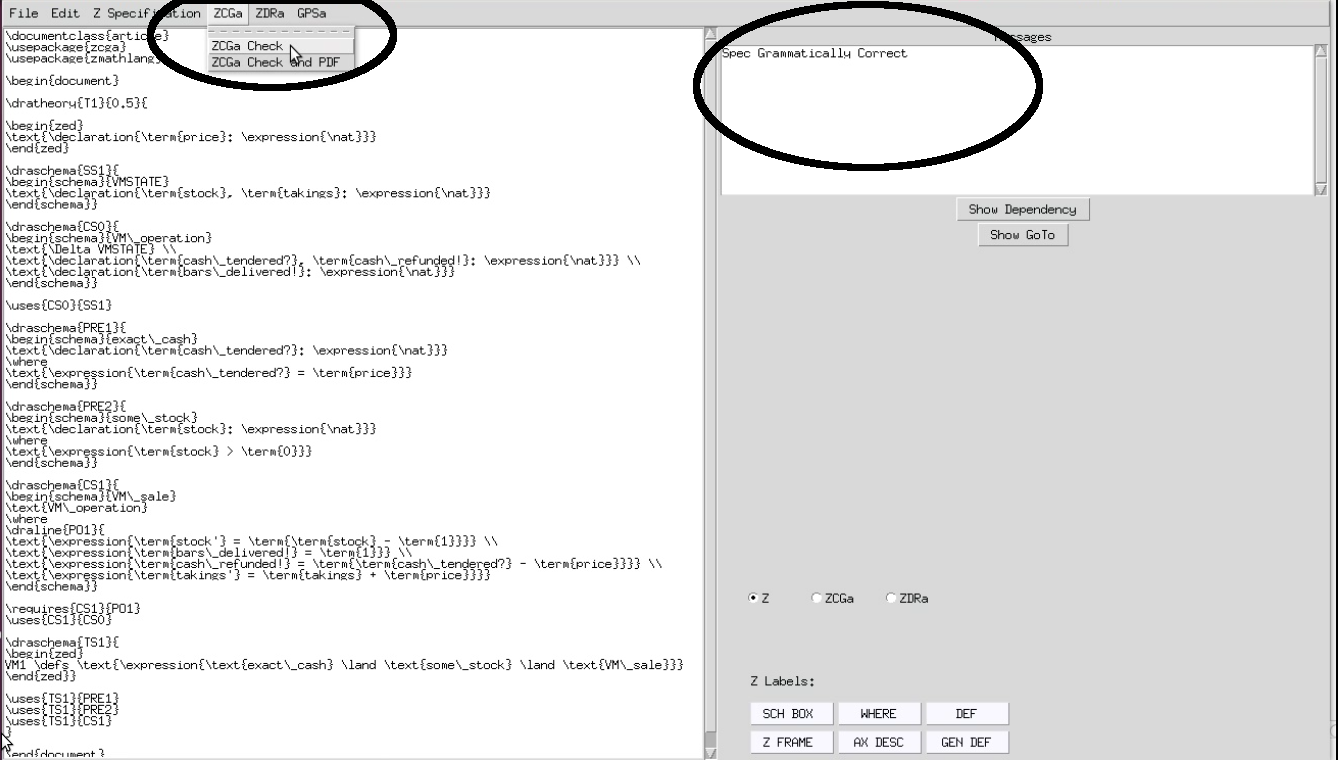 File Edit Z Specification ZCGa ZDRa GPSa
ZCGa Check
ZCGa Check and PDF
\documentclass{article}
\usepackage{zcga}
\usepackage{zmathlang}
\begin{document}
\dratheory{T1}{0.5}{
\begin{zed}
\text{\declaration{\term{price}: \expression{\nat}}}
\end{zed}
\draschema{SS1}{
\begin{schema}{VMSTATE}
\text{\declaration{\term{stock}, \term{takings}: \expression{\nat}}}
\end{schema}}
\draschema{CS0}{
\begin{schema}{VM\_operation}
\text{\Delta VMSTATE} \\
\text{\declaration{\term{cash\_tendered?}, \term{cash\_refunded!}: \expression{\nat}}} \\
\text{\declaration{\term{bars\_delivered!}: \expression{\nat}}}
\end{schema}}
\uses{CS0}{SS1}
\draschema{PRE1}{
\begin{schema}{exact\_cash}
\text{\declaration{\term{cash\_tendered?}: \expression{\nat}}}
\where
\text{\expression{\term{cash\_tendered?} = \term{price}}}
\end{schema}}
\draschema{PRE2}{
\begin{schema}{some\_stock}
\text{\declaration{\term{stock}: \expression{\nat}}}
\where
\text{\expression{\term{stock} > \term{0}}}
\end{schema}}
\draschema{CS1}{
\begin{schema}{VM\_sale}
\text{VM\_operation}
\where
\draline{PO1}{
\text{\expression{\term{stock'} = \term{\term{stock} - \term{1}}}} \\
\text{\expression{\term{bars\_delivered!} = \term{1}}} \\
\text{\expression{\term{cash\_refunded!} = \term{\term{cash\_tendered?} - \term{price}}}} \\
\text{\expression{\term{takings'} = \term{takings} + \term{price}}}}
\end{schema}}
\requires{CS1}{PO1}
\uses{CS1}{CS0}
\draschema{TS1}{
\begin{zed}
VM1 \defs \text{\expression{\text{exact\_cash} \land \text{some\_stock} \land \text{VM\_sale}}}
\end{zed}}
\uses{TS1}{PRE1}
\uses{TS1}{PRE2}
\uses{TS1}{CS1}
}
\end{document}
Messages
Spec Grammatically Correct
Show Dependency
Show GoTo
Z ZCGa ZDRa
Z Labels:
SCH BOX WHERE DEF
Z FRAME AX DESC GEN DEF